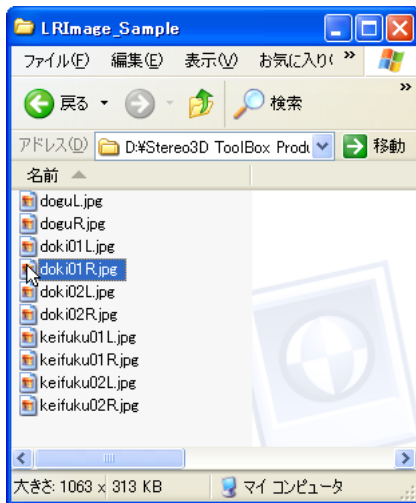 LRImage_Sample
ファイル(F) 編集(E) 表示(V) お気に入り( »
戻る 検索 »
アドレス(D) D:¥Stereo3D ToolBox Produ 移動
名前
doguL.jpg
doguR.jpg
doki01L.jpg
doki01R.jpg
doki02L.jpg
doki02R.jpg
keifuku01L.jpg
keifuku01R.jpg
keifuku02L.jpg
keifuku02R.jpg
大きさ: 1063 x 313 KB マイ コンピュータ